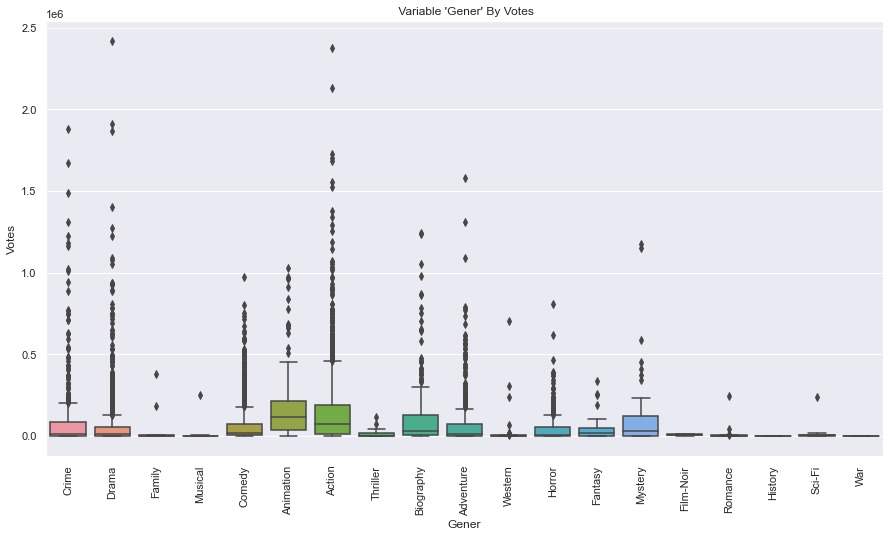 Variable 'Gener' By Votes
1e6
2.5
2.0
1.5
1.0
0.5
0.0
Votes
Crime
Drama
Family
Musical
Comedy
Animation
Action
Thriller
Biography
Adventure
Western
Horror
Fantasy
Mystery
Film-Noir
Romance
History
Sci-Fi
War
Gener